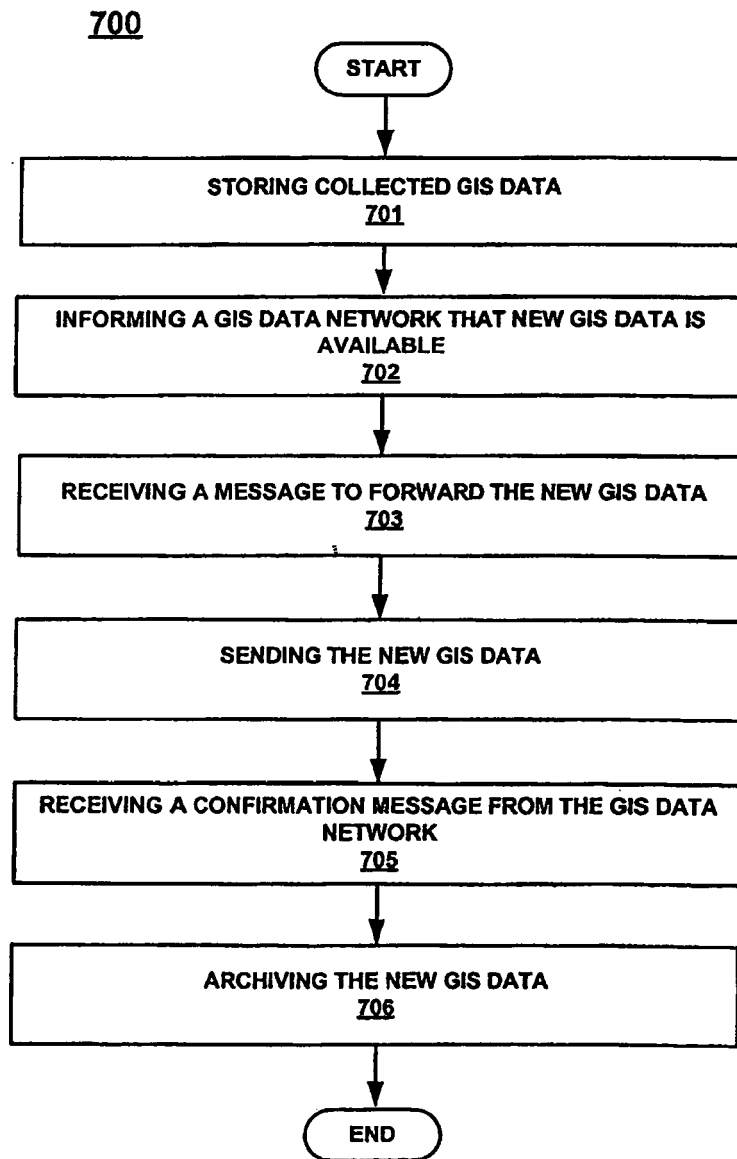 700
START
STORING COLLECTED GIS DATA
701
INFORMING A GIS DATA NETWORK THAT NEW GIS DATA IS
AVAILABLE
702
RECEIVING A MESSAGE TO FORWARD THE NEW GIS DATA
703
SENDING THE NEW GIS DATA
704
RECEIVING A CONFIRMATION MESSAGE FROM THE GIS DATA
NETWORK
705
ARCHIVING THE NEW GIS DATA
706
END